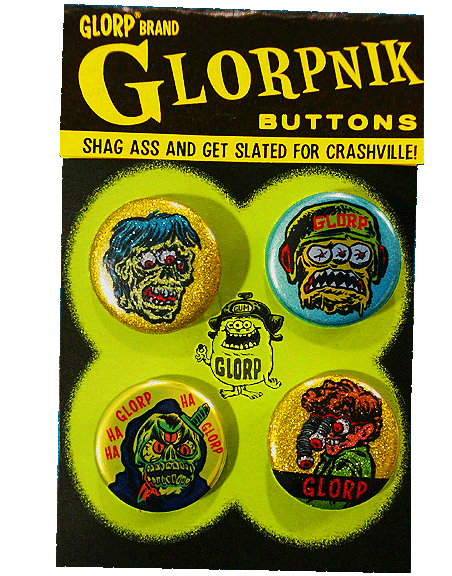 GLORP® BRAND
GLORPNIK
BUTTONS
SHAG ASS AND GET SLATED FOR CRASHVILLE!
GLORP
GUM
GLORP
HA
GLORP
HA
HA
GLORP
GLORP